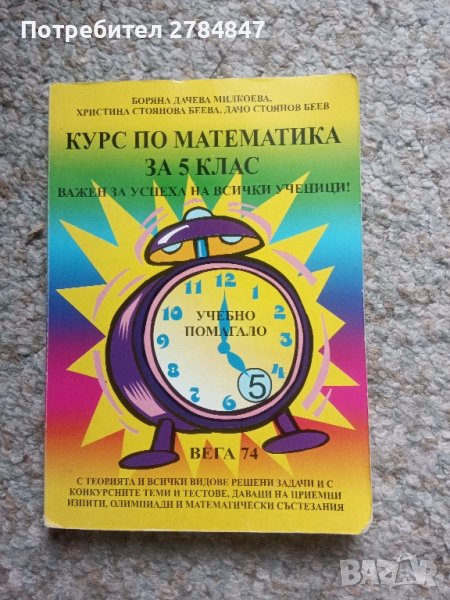 Потребител 2784847
БОРЯНА ДАЧЕВА МИЛКОЕВА,
ХРИСТИНА СТОЯНОВА БЕЕВА, ДАЧО СТОЯНОВ БЕЕВ
КУРС ПО МАТЕМАТИКА
ЗА 5 КЛАС
ВАЖЕН ЗА УСПЕХА НА ВСИЧКИ УЧЕНИЦИ!
12
11 1
10 2
УЧЕБНО
ПОМАГАЛО
9 3
8 4
7 5
6
ВЕГА 74
С ТЕОРИЯТА И ВСИЧКИ ВИДОВЕ РЕШЕНИ ЗАДАЧИ И С
КОНКУРСНИТЕ ТЕМИ И ТЕСТОВЕ, ДАВАНИ НА ПРИЕМНИ
ИЗПИТИ, ОЛИМПИАДИ И МАТЕМАТИЧЕСКИ СЪСТЕЗАНИЯ
BAZAR